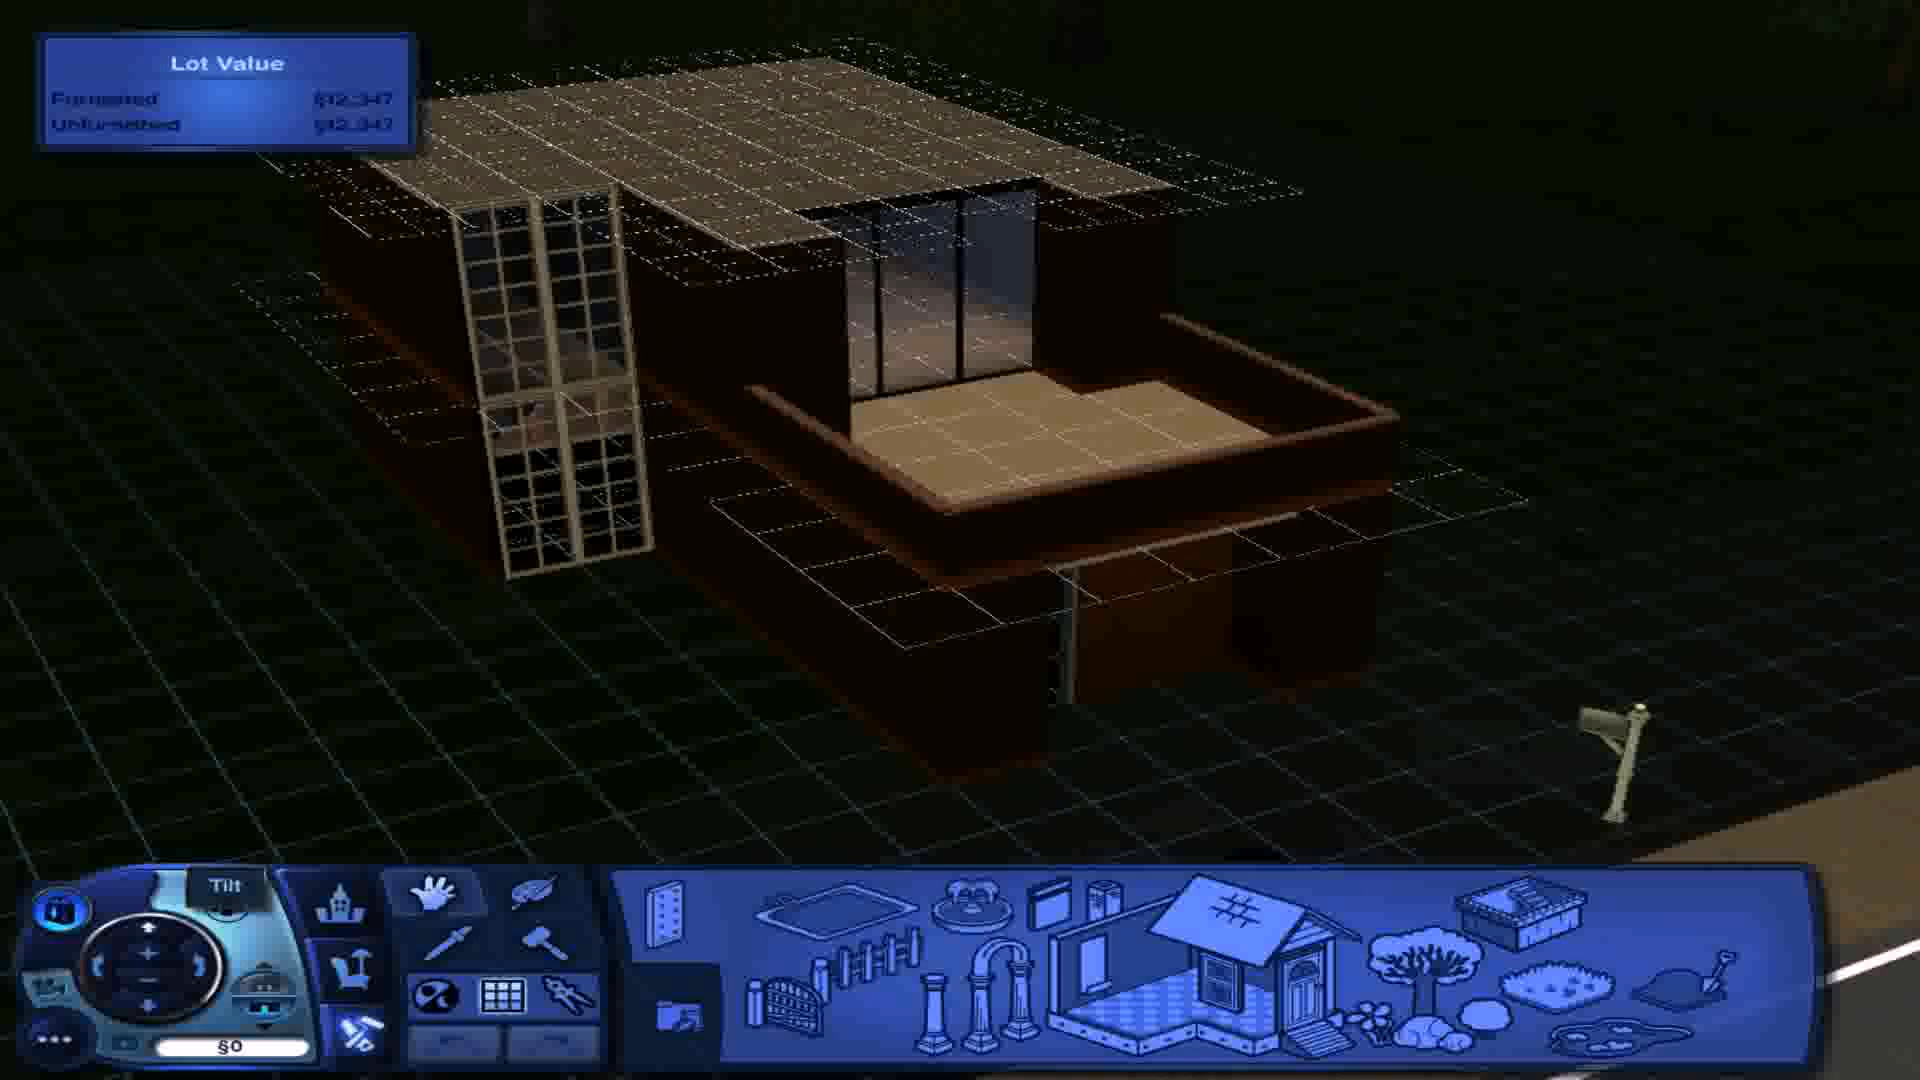 Lot Value
Furnished §12,347
Unfurnished §12,347
Tilt
§0